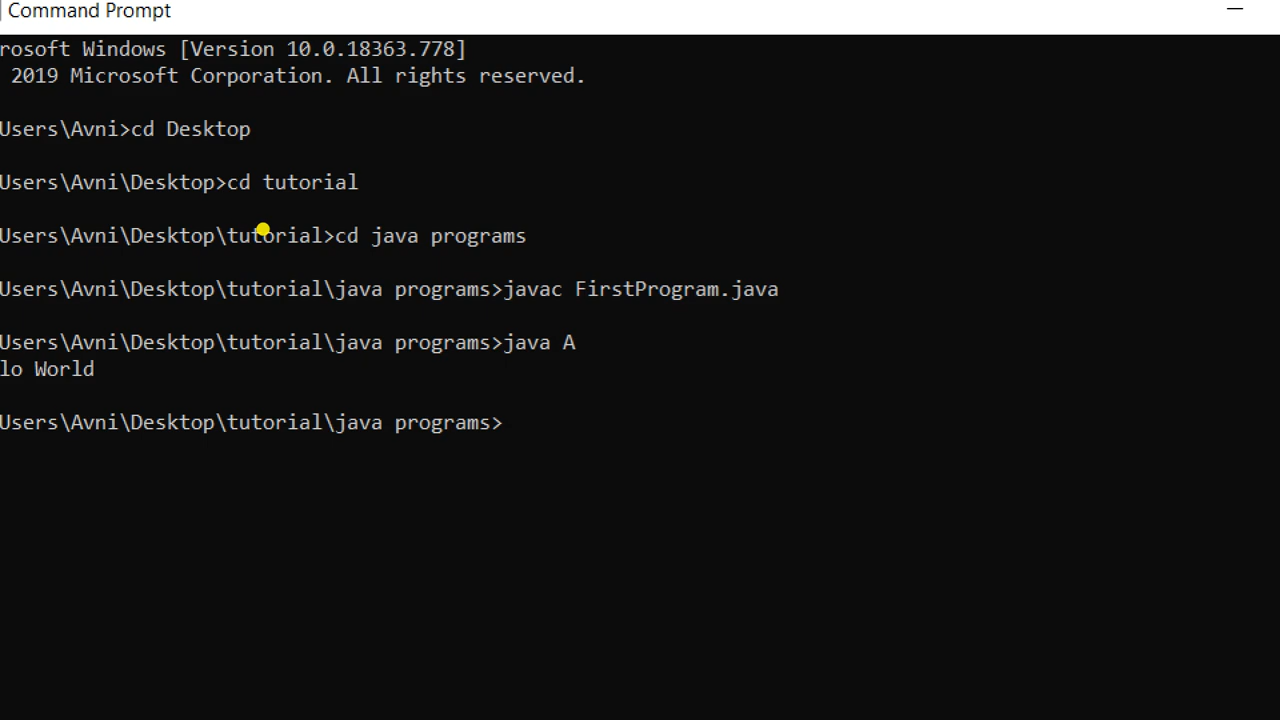 Command Prompt
rosoft Windows [Version 10.0.18363.778]
2019 Microsoft Corporation. All rights reserved.
Users\Avni>cd Desktop
Users\Avni\Desktop>cd tutorial
Users\Avni\Desktop\tutorial>cd java programs
Users\Avni\Desktop\tutorial\java programs>javac FirstProgram.java
Users\Avni\Desktop\tutorial\java programs>java A
lo World
Users\Avni\Desktop\tutorial\java programs>